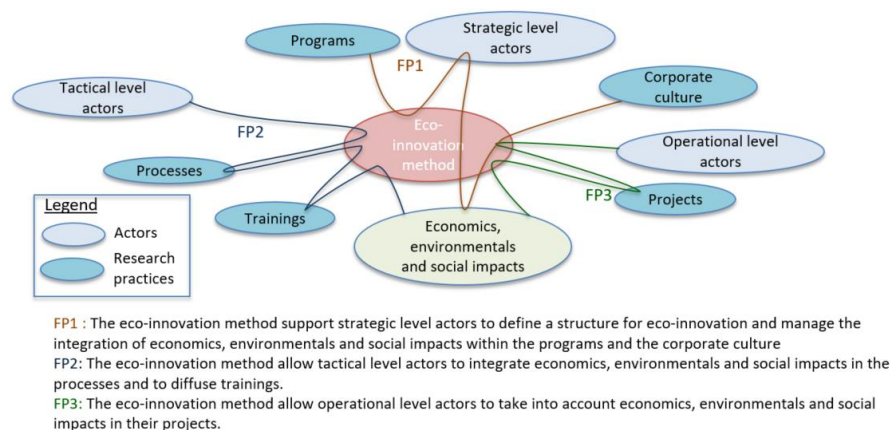 Programs
Strategic level
actors
FP1
Corporate
culture
Tactical level
actors
FP2
Eco-
innovation
method
Operational level
actors
Processes
FP3
Projects
Trainings
Legend
Actors
Research
practices
Economics,
environmentals
and social impacts
FP1 : The eco-innovation method support strategic level actors to define a structure for eco-innovation and manage the
integration of economics, environmentals and social impacts within the programs and the corporate culture
FP2: The eco-innovation method allow tactical level actors to integrate economics, environmentals and social impacts in the
processes and to diffuse trainings.
FP3: The eco-innovation method allow operational level actors to take into account economics, environmentals and social
impacts in their projects.